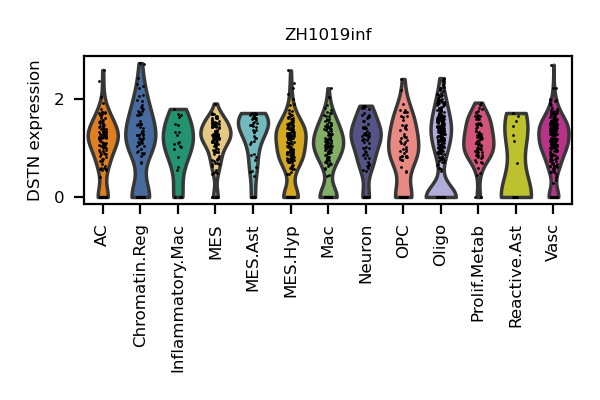 ZH1019inf
DSTN expression
2
0
AC
Chromatin.Reg
Inflammatory.Mac
MES
MES.Ast
MES.Hyp
Mac
Neuron
OPC
Oligo
Prolif.Metab
Reactive.Ast
Vasc